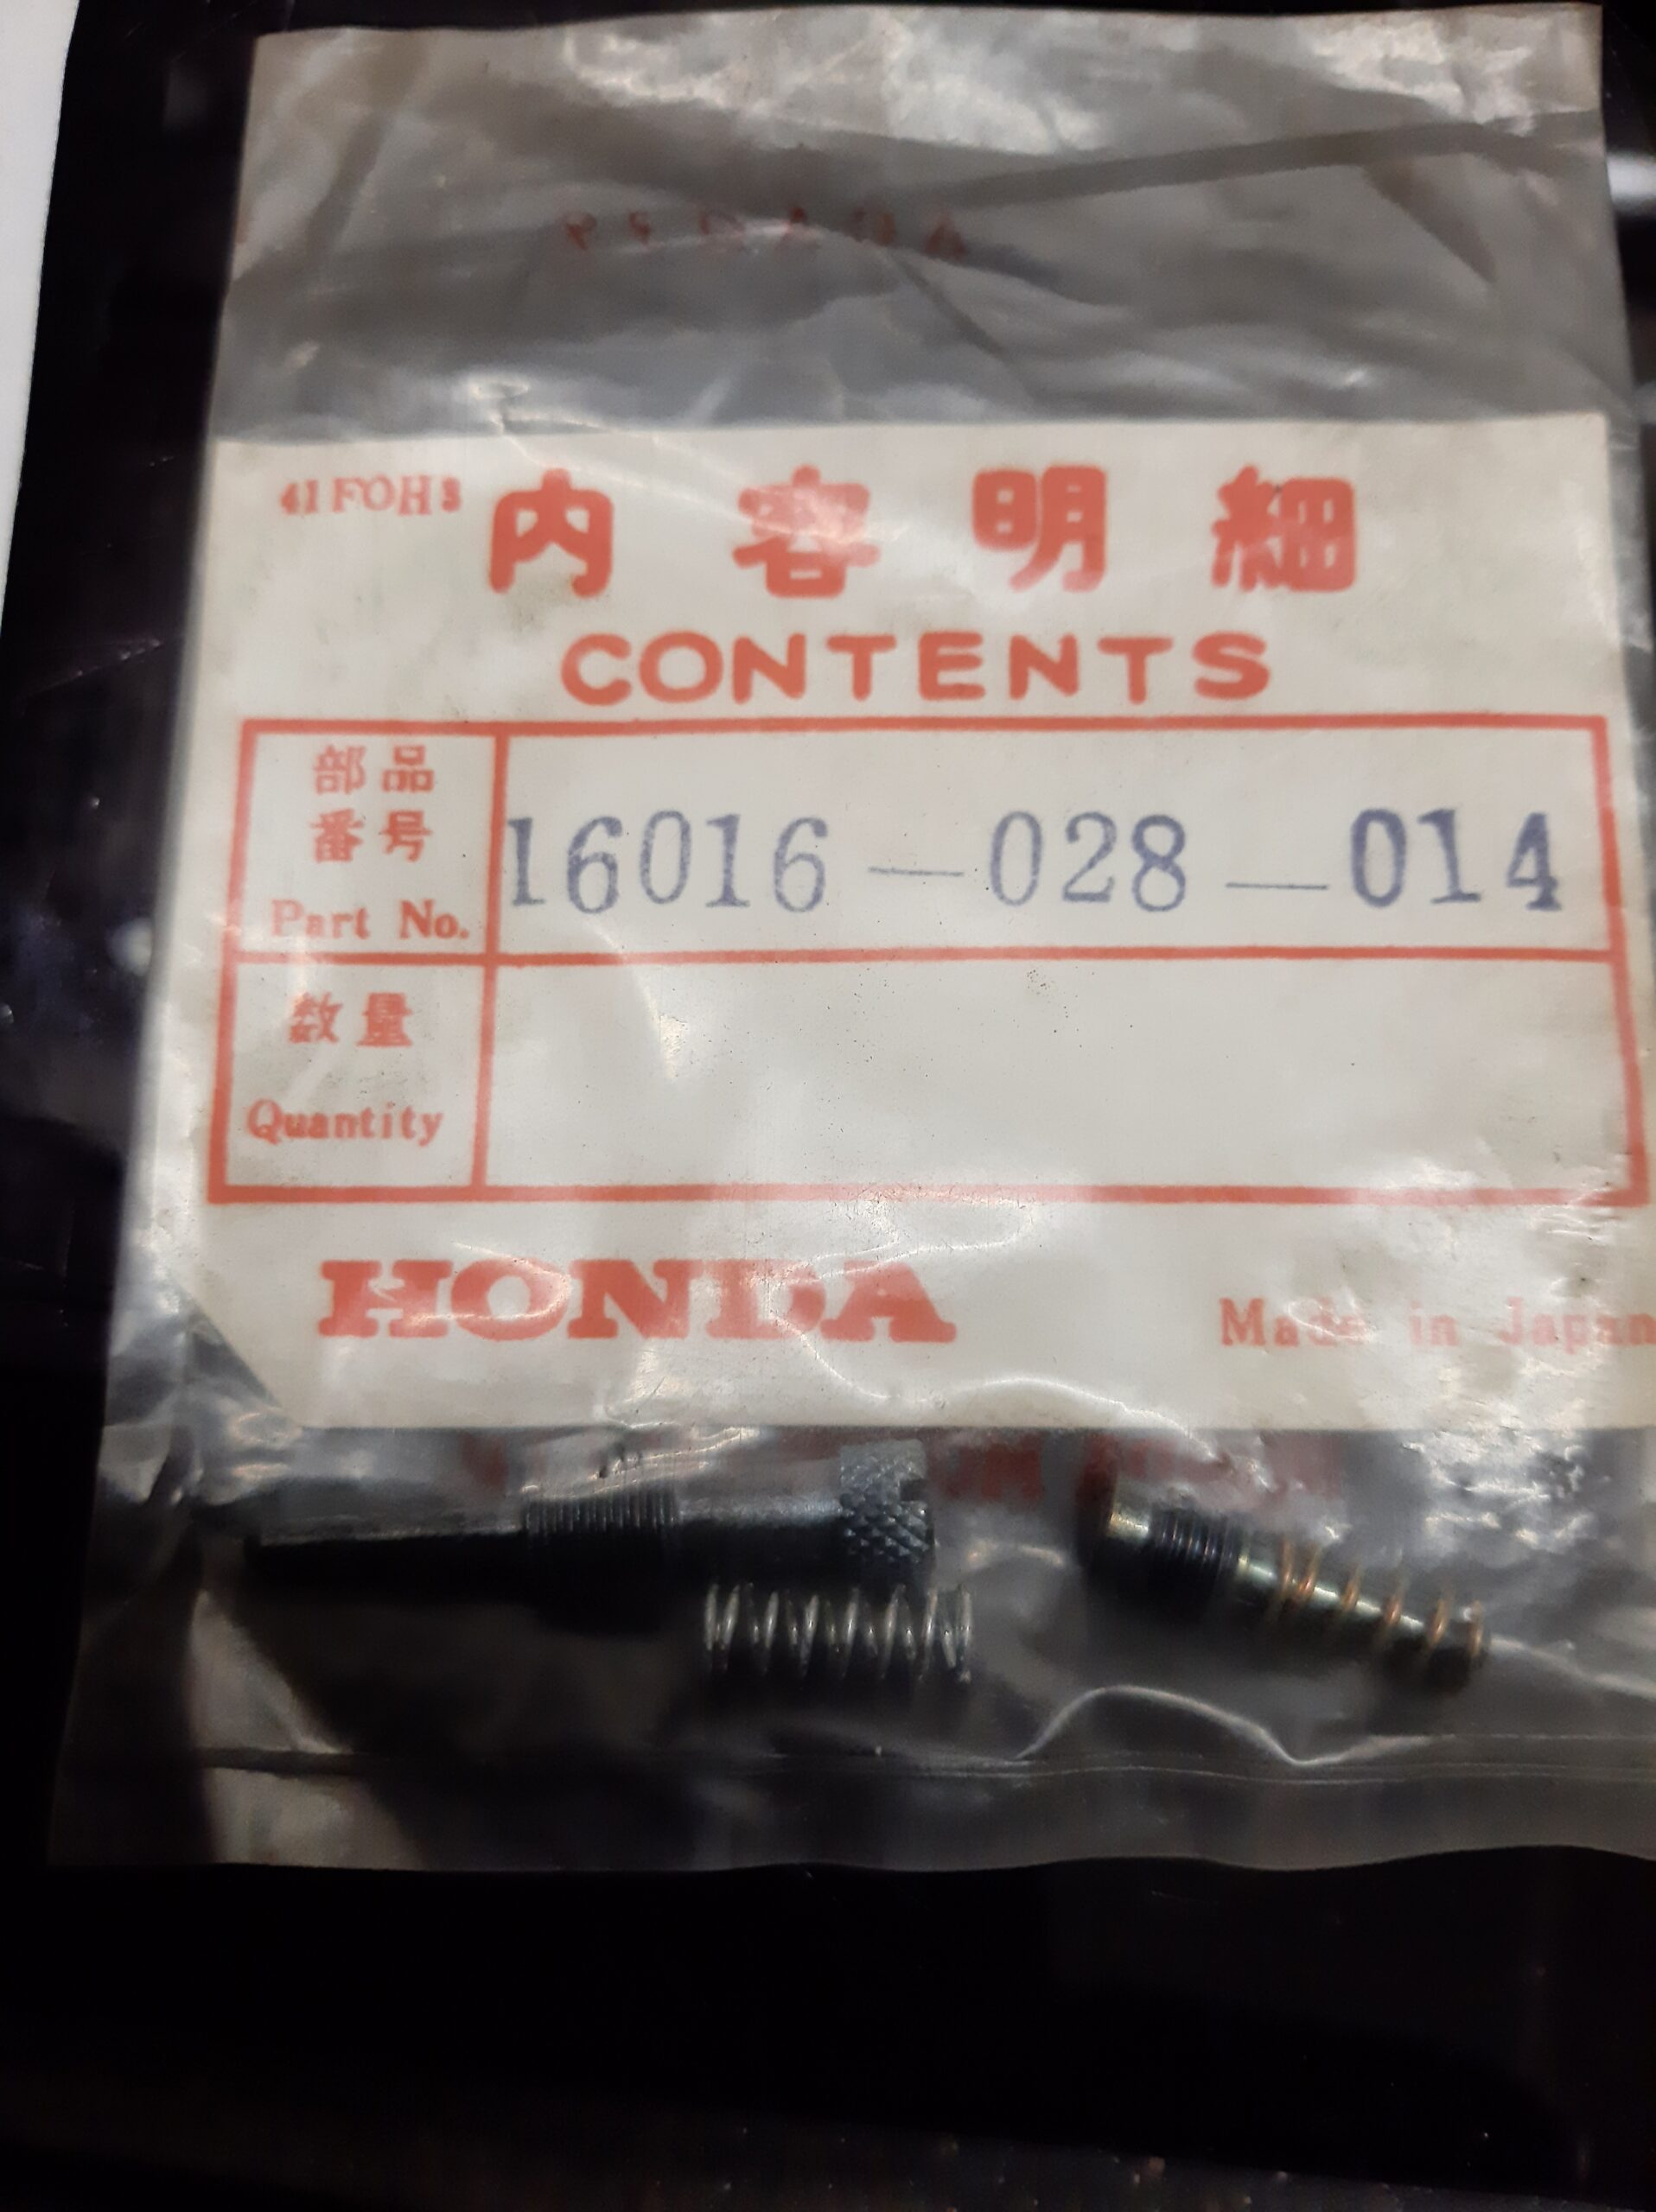 41FOH3
内容明細
CONTENTS
部品
番号
Part No.
16016—028—014
数量
Quantity
HONDA
Made in Japan